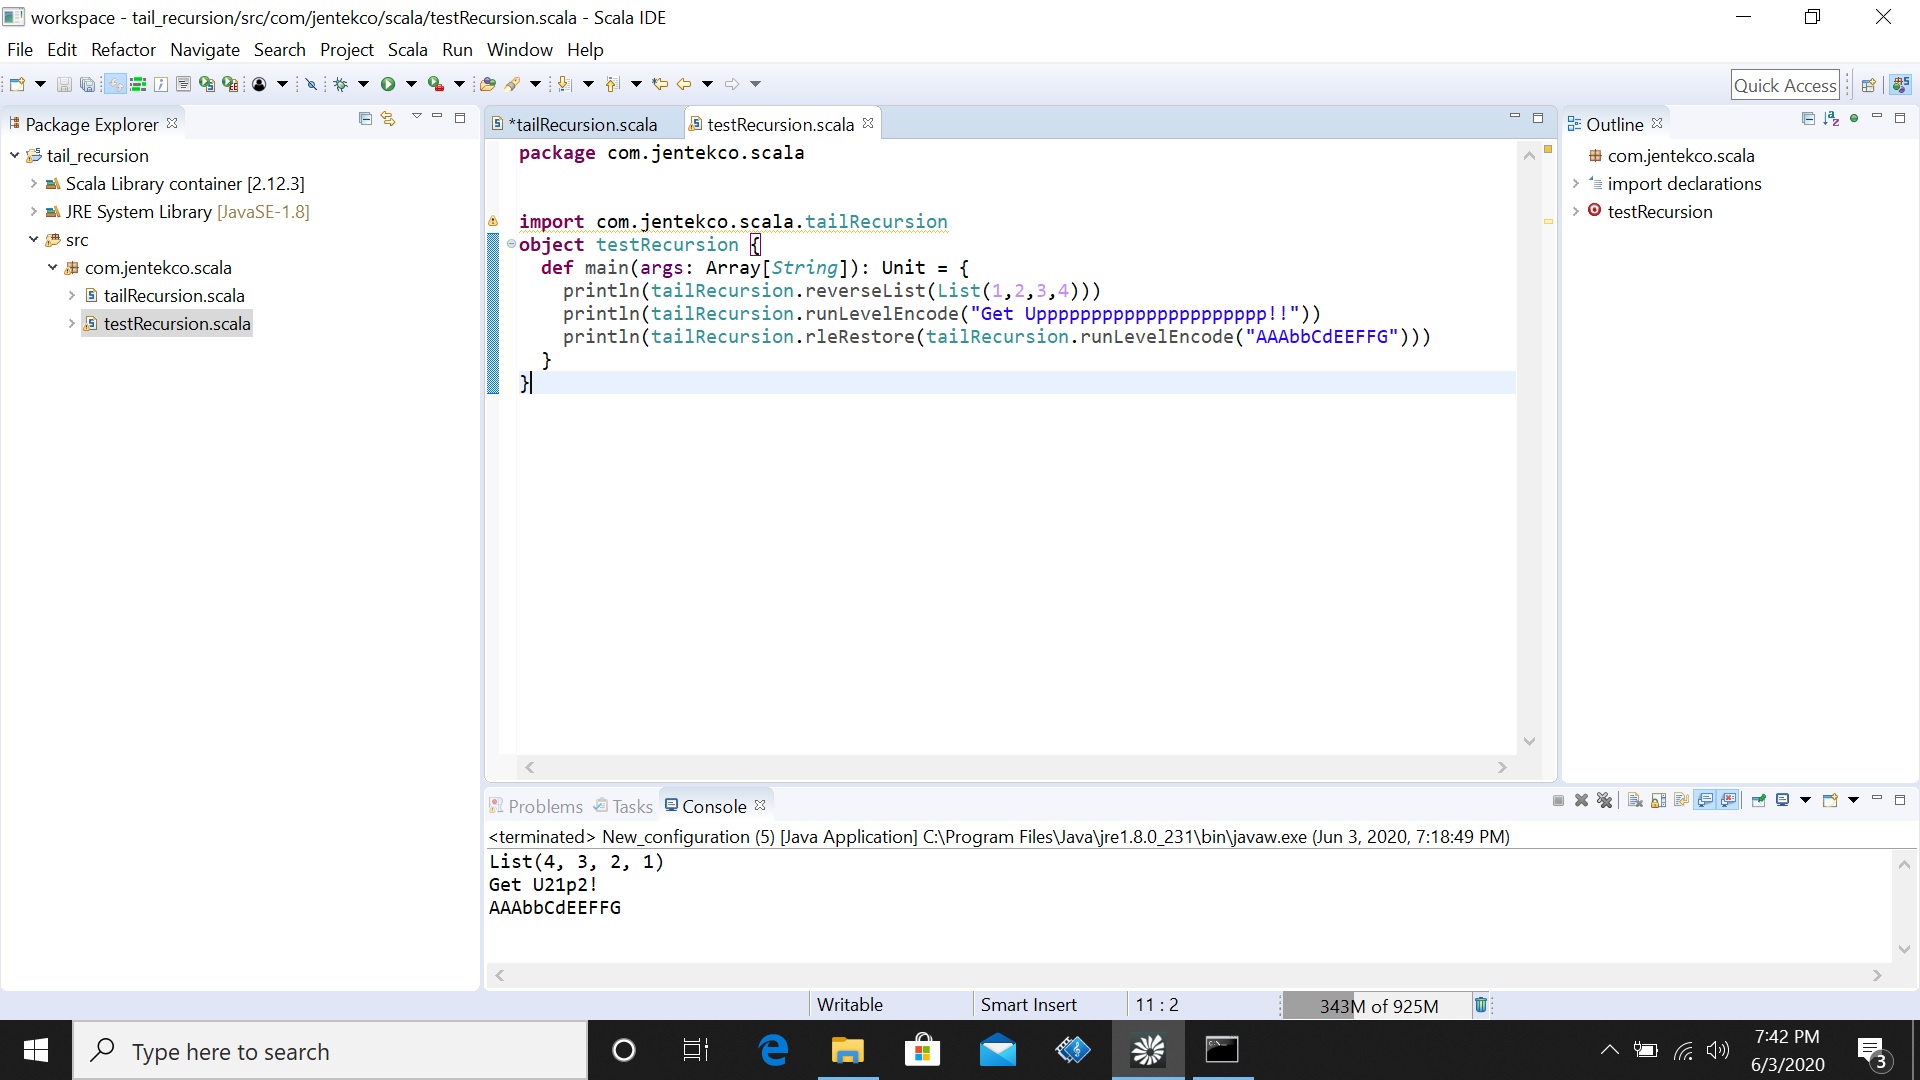 workspace - tail_recursion/src/com/jentekco/scala/testRecursion.scala - Scala IDE
File Edit Refactor Navigate Search Project Scala Run Window Help
Quick Access
Package Explorer
tail_recursion
Scala Library container [2.12.3]
JRE System Library [JavaSE-1.8]
src
com.jentekco.scala
tailRecursion.scala
testRecursion.scala
*tailRecursion.scala testRecursion.scala
package com.jentekco.scala
import com.jentekco.scala.tailRecursion
object testRecursion {
def main(args: Array[String]): Unit = {
println(tailRecursion.reverseList(List(1,2,3,4)))
println(tailRecursion.runLevelEncode("Get Uppppppppppppppppppppp!!"))
println(tailRecursion.rleRestore(tailRecursion.runLevelEncode("AAAbbCdEEFFG")))
}
}
Outline
com.jentekco.scala
import declarations
testRecursion
Problems Tasks Console
<terminated> New_configuration (5) [Java Application] C:\Program Files\Java\jre1.8.0_231\bin\javaw.exe (Jun 3, 2020, 7:18:49 PM)
List(4, 3, 2, 1)
Get U21p2!
AAAbbCdEEFFG
Writable Smart Insert 11 : 2 343M of 925M
Type here to search
7:42 PM
6/3/2020
3